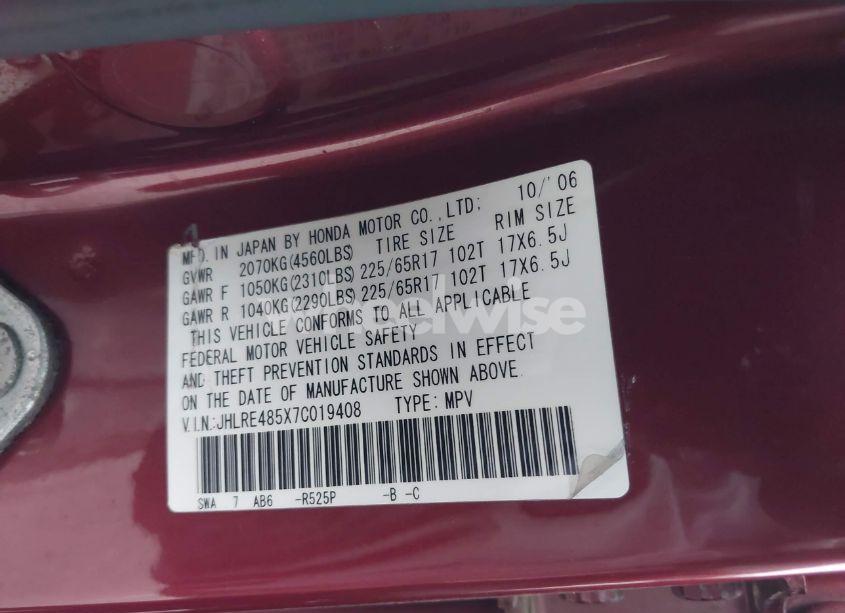 MFD. IN JAPAN BY HONDA MOTOR CO.,LTD; 10/'06
GVWR 2070KG(4560LBS) TIRE SIZE RIM SIZE
GAWR F 1050KG(2310LBS) 225/65R17 102T 17X6.5J
GAWR R 1040KG(2290LBS) 225/65R17 102T 17X6.5J
THIS VEHICLE CONFORMS TO ALL APPLICABLE
FEDERAL MOTOR VEHICLE SAFETY
AND THEFT PREVENTION STANDARDS IN EFFECT
ON THE DATE OF MANUFACTURE SHOWN ABOVE.
V.I.N:JHLRE485X7C019408 TYPE: MPV
SWA 7 AB6 -R525P -B -C
wheelwise